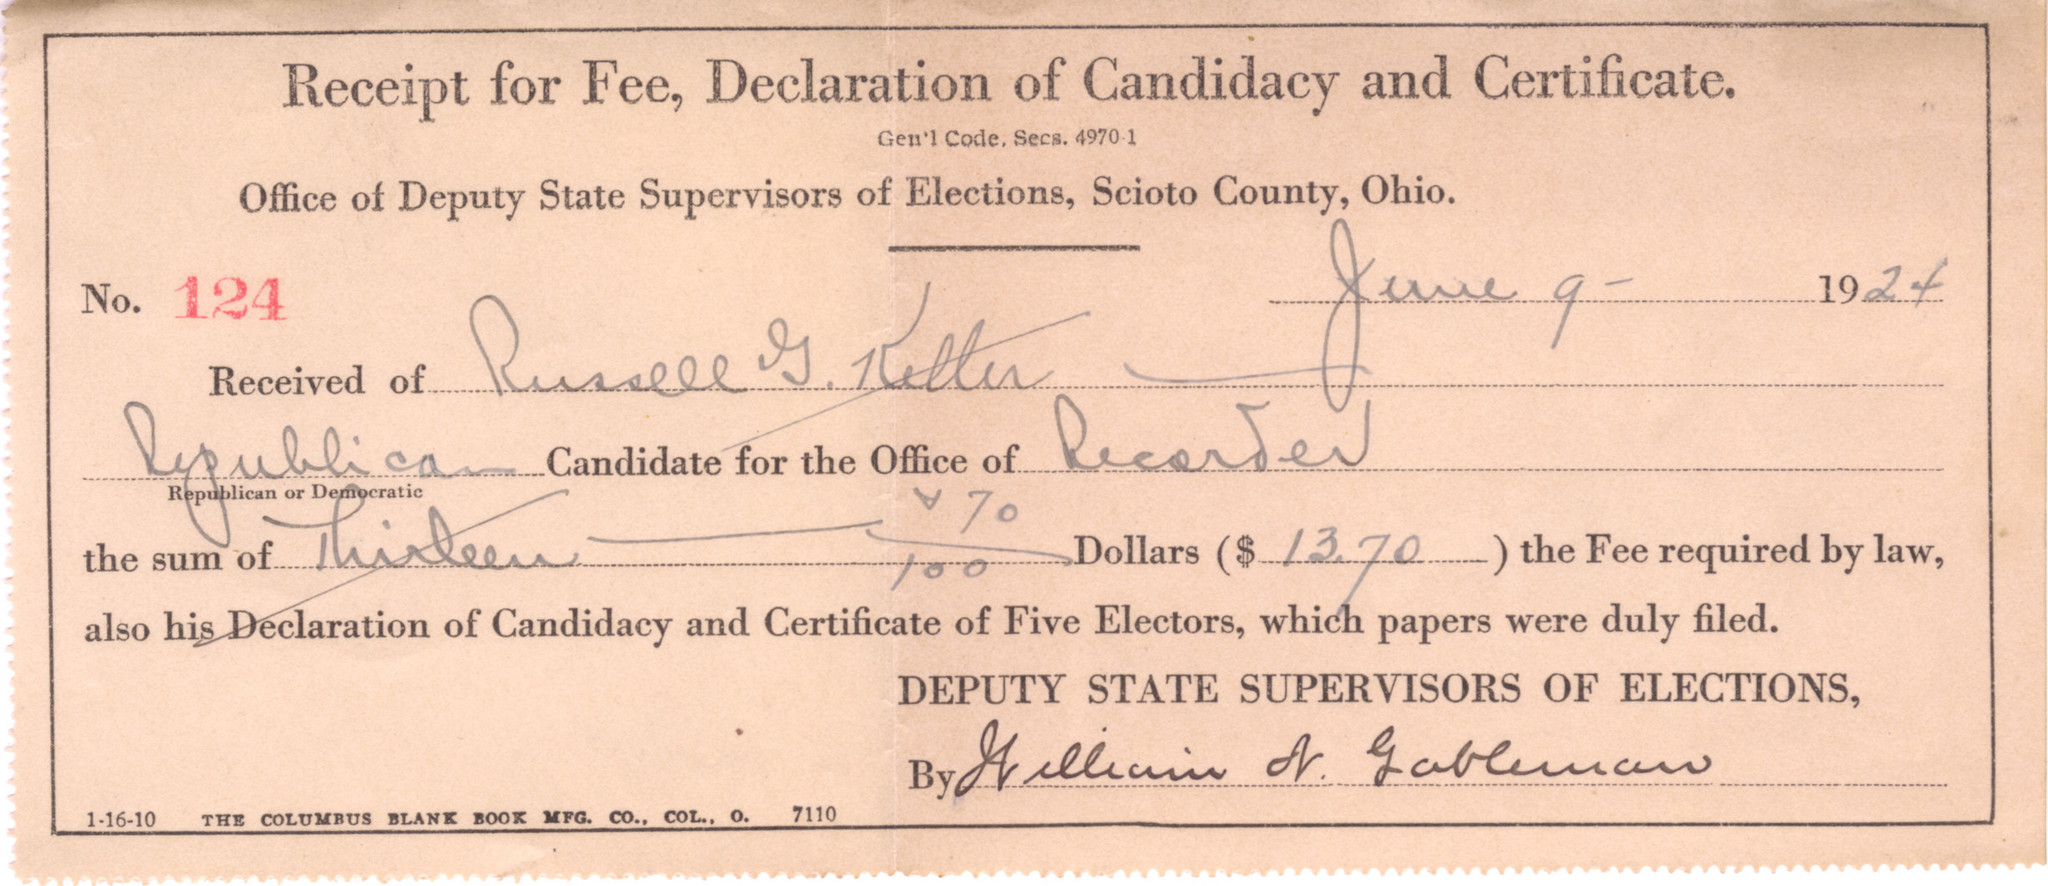 Receipt for Fee, Declaration of Candidacy and Certificate.
Gen'l Code, Secs. 4970-1
Office of Deputy State Supervisors of Elections, Scioto County, Ohio.
No. 124 June 9- 1924
Received of Russell G. Ketter
Republican Candidate for the Office of Recorder
Republican or Democratic
the sum of Thirteen & 70/100 Dollars ($ 13.70 ) the Fee required by law,
also his Declaration of Candidacy and Certificate of Five Electors, which papers were duly filed.
DEPUTY STATE SUPERVISORS OF ELECTIONS,
By William N. Gableman
1-16-10 THE COLUMBUS BLANK BOOK MFG. CO., COL., O. 7110